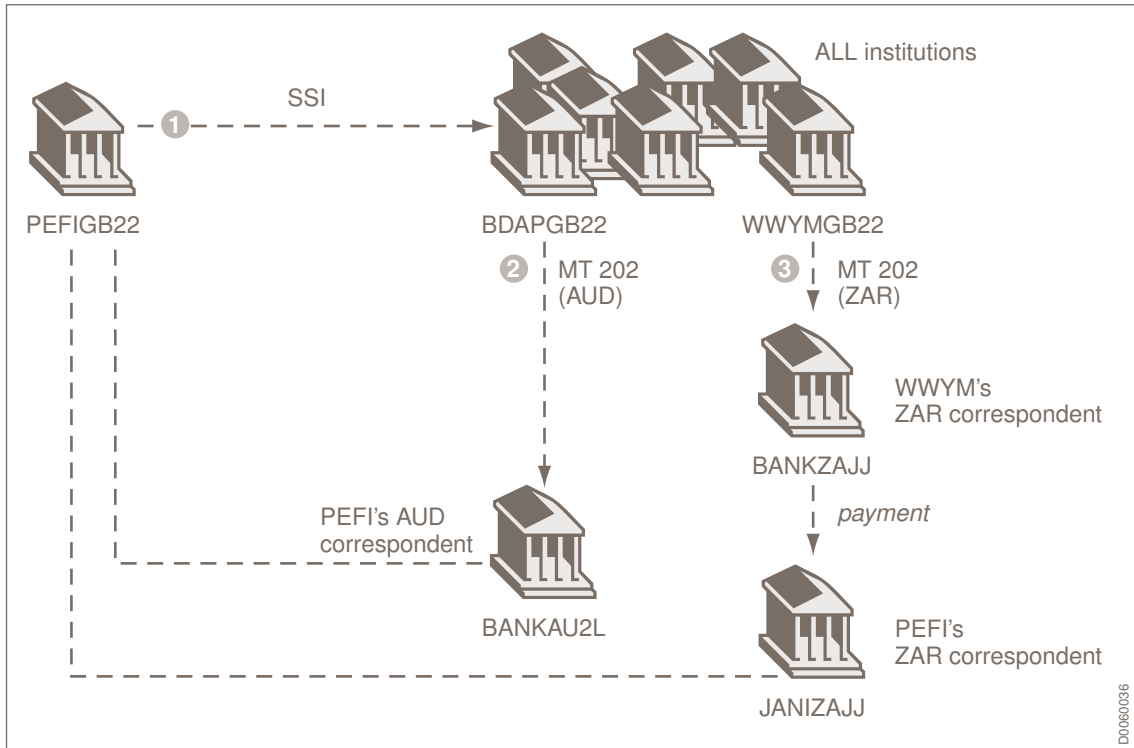 ALL institutions
SSI
1
PEFIGB22
BDAPGB22
WWYMGB22
2
MT 202
(AUD)
3
MT 202
(ZAR)
WWYM's
ZAR correspondent
BANKZAJJ
payment
PEFI's AUD
correspondent
BANKAU2L
PEFI's
ZAR correspondent
JANIZAJJ
D0060036